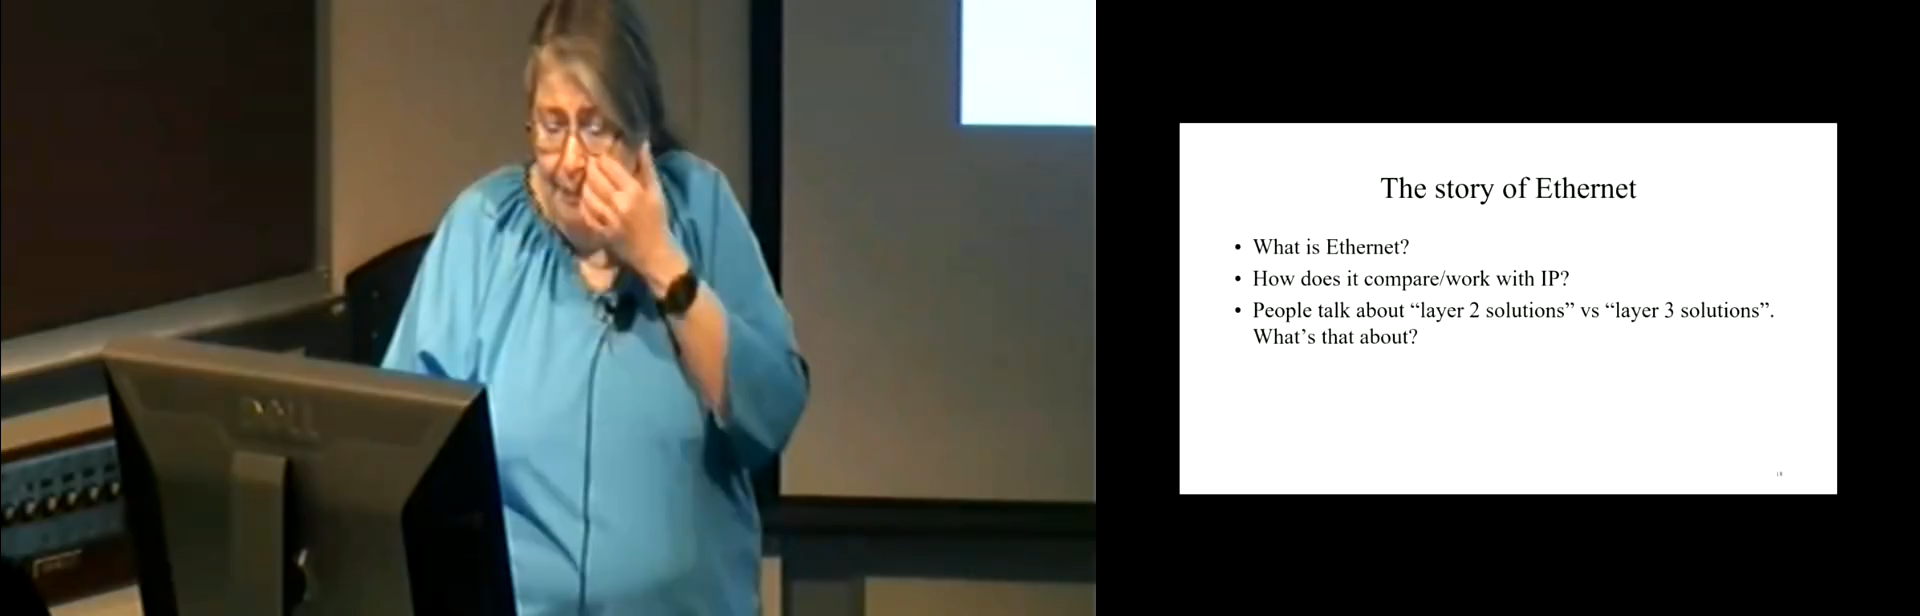 DELL
The story of Ethernet
• What is Ethernet?
• How does it compare/work with IP?
• People talk about “layer 2 solutions” vs “layer 3 solutions”.
What’s that about?